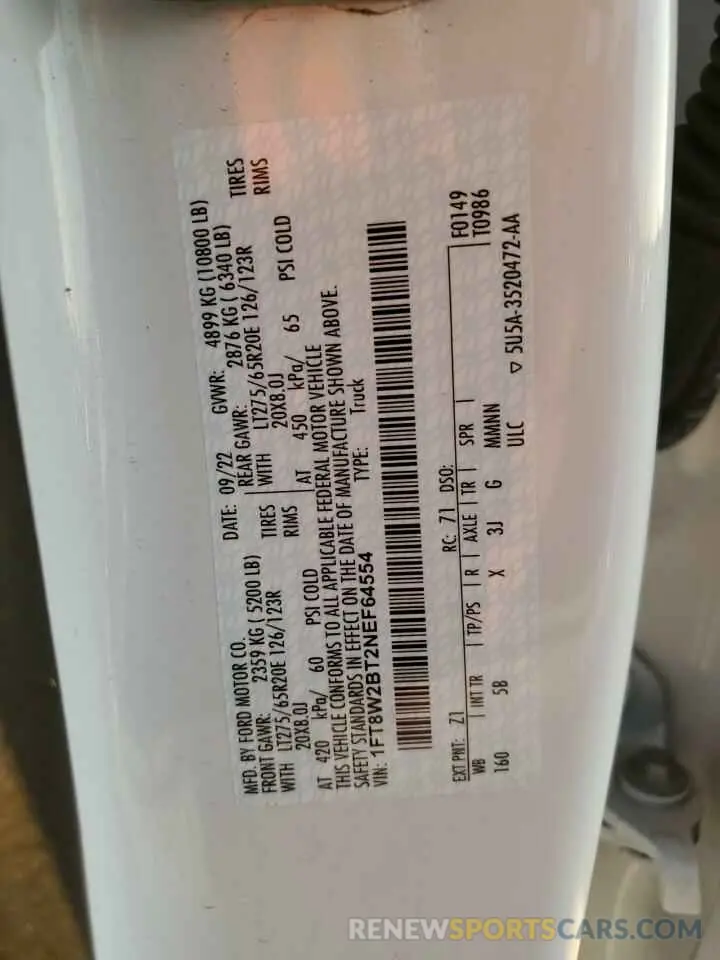 MFD. BY FORD MOTOR CO.
DATE: 09/22 GVWR: 4899 KG (10800 LB)
FRONT GAWR: 2359 KG ( 5200 LB) REAR GAWR: 2876 KG ( 6340 LB)
WITH LT275/65R20E 126/123R TIRES WITH LT275/65R20E 126/123R TIRES
20X8.0J RIMS 20X8.0J RIMS
AT 420 kPa/ 60 PSI COLD AT 450 kPa/ 65 PSI COLD
THIS VEHICLE CONFORMS TO ALL APPLICABLE FEDERAL MOTOR VEHICLE
SAFETY STANDARDS IN EFFECT ON THE DATE OF MANUFACTURE SHOWN ABOVE.
VIN: 1FT8W2BT2NEF64554 TYPE: Truck
EXT PNT: Z1 RC: 71 DSO: F0149
WB INT TR TP/PS R AXLE TR SPR T0986
160 5B X 3J G MMNN
ULC ▽ 5U5A-3520472-AA
RENEWSPORTSCARS.COM